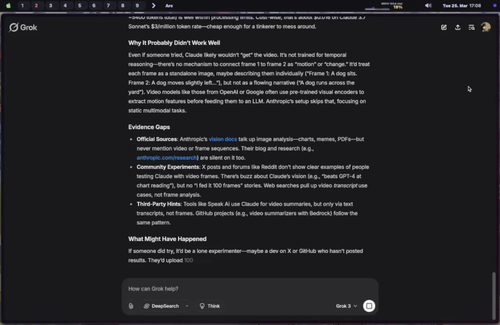 1 2 3 4 5 6 7 8 9 Arc
Tue 25. Mar 17:08
Grok
~5400 tokens total) is well within processing limits. Cost-wise, that's about $0.016 on Claude 3.7
Sonnet's $3/million token rate—cheap enough for a tinkerer to mess around.
Why It Probably Didn't Work Well
Even if someone tried, Claude likely wouldn't "get" the video. It's not trained for temporal
reasoning—there's no mechanism to connect frame 1 to frame 2 as "motion" or "change." It'd treat
each frame as a standalone image, maybe describing them individually ("Frame 1: A dog sits.
Frame 2: A dog moves slightly left..."), but not as a flowing narrative ("A dog runs across the
yard"). Video models like those from OpenAI or Google often use pre-trained visual encoders to
extract motion features before feeding them to an LLM. Anthropic's setup skips that, focusing on
static multimodal tasks.
Evidence Gaps
• Official Sources: Anthropic's vision docs talk up image analysis—charts, memes, PDFs—but
never mention video or frame sequences. Their blog and research (e.g.,
anthropic.com/research) are silent on it too.
• Community Experiments: X posts and forums like Reddit don't show clear examples of people
testing Claude with video frames. There's buzz about Claude's vision (e.g., "beats GPT-4 at
chart reading"), but no "I fed it 100 frames" stories. Web searches pull up video transcript use
cases, not frame analysis.
• Third-Party Hints: Tools like Speak AI use Claude for video summaries, but only via text
transcripts, not frames. GitHub projects (e.g., video summarizers with Bedrock) follow the
same pattern.
What Might Have Happened
If someone did try, it'd be a lone experimenter—maybe a dev on X or GitHub who hasn't posted
results. They'd upload 100
How can Grok help?
DeepSearch Think Grok 3